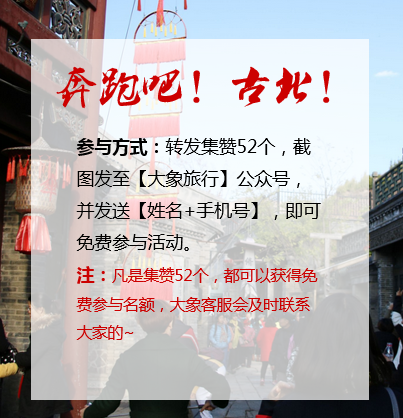 奔跑吧！古北！
参与方式：转发集赞52个，截
图发至【大象旅行】公众号，
并发送【姓名+手机号】，即可
免费参与活动。
注：凡是集赞52个，都可以获得免
费参与名额，大象客服会及时联系
大家的~